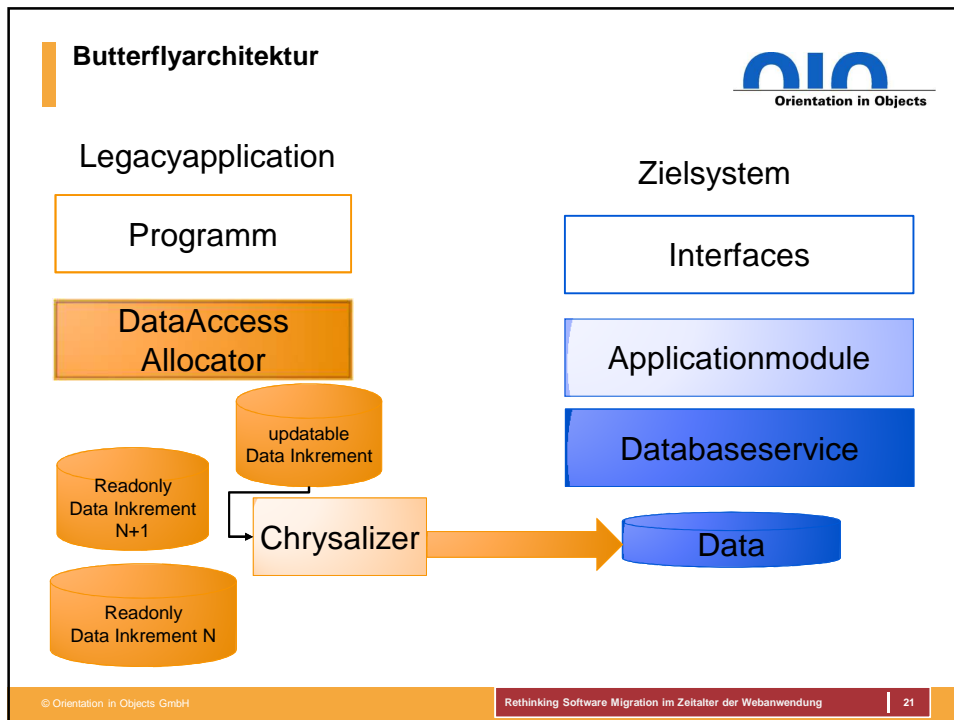 Butterflyarchitektur
OIO
Orientation in Objects
Legacyapplication
Zielsystem
Programm
Interfaces
DataAccess
Allocator
Applicationmodule
updatable
Data Inkrement
Databaseservice
Readonly
Data Inkrement
N+1
Chrysalizer
Data
Readonly
Data Inkrement N
© Orientation in Objects GmbH
Rethinking Software Migration im Zeitalter der Webanwendung
21